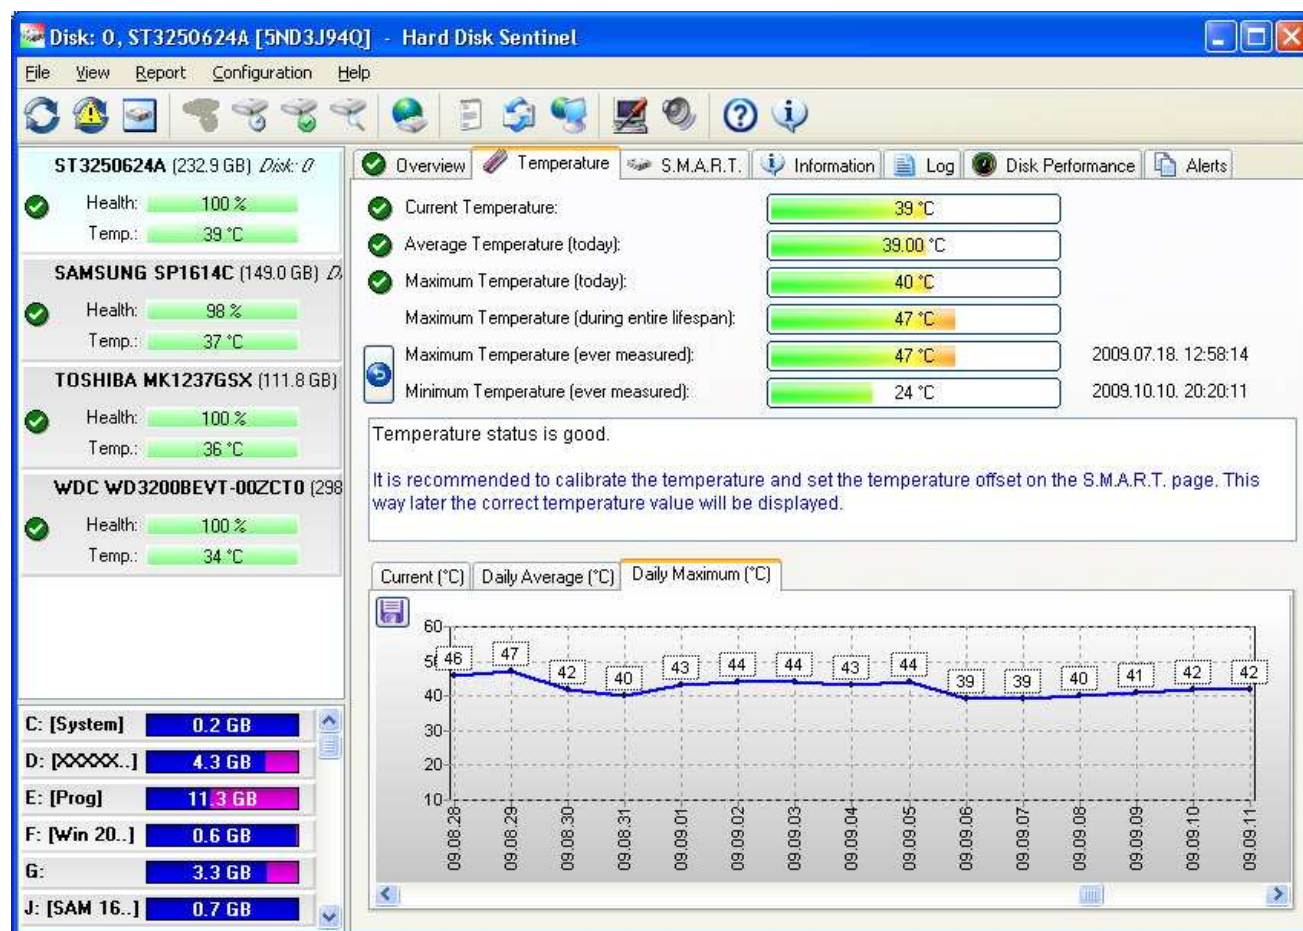 Disk: 0, ST3250624A [5ND3J94Q] - Hard Disk Sentinel
File View Report Configuration Help
ST3250624A (232.9 GB) Disk: 0
Health: 100 %
Temp.: 39 °C
SAMSUNG SP1614C (149.0 GB)
Health: 98 %
Temp.: 37 °C
TOSHIBA MK1237GSX (111.8 GB)
Health: 100 %
Temp.: 36 °C
WDC WD3200BEVT-00ZCT0 (298
Health: 100 %
Temp.: 34 °C
C: [System] 0.2 GB
D: [XXXXX..] 4.3 GB
E: [Prog] 11.3 GB
F: [Win 20..] 0.6 GB
G: 3.3 GB
J: [SAM 16..] 0.7 GB
Overview Temperature S.M.A.R.T. Information Log Disk Performance Alerts
Current Temperature: 39 °C
Average Temperature (today): 39.00 °C
Maximum Temperature (today): 40 °C
Maximum Temperature (during entire lifespan): 47 °C
Maximum Temperature (ever measured): 47 °C 2009.07.18. 12:58:14
Minimum Temperature (ever measured): 24 °C 2009.10.10. 20:20:11
Temperature status is good.
It is recommended to calibrate the temperature and set the temperature offset on the S.M.A.R.T. page. This
way later the correct temperature value will be displayed.
Current (°C) Daily Average (°C) Daily Maximum (°C)
60
46 47 42 40 43 44 44 43 44 39 39 40 41 42 42
40
30
20
10
09.08.28 09.08.29 09.08.30 09.08.31 09.09.01 09.09.02 09.09.03 09.09.04 09.09.05 09.09.06 09.09.07 09.09.08 09.09.09 09.09.10 09.09.11